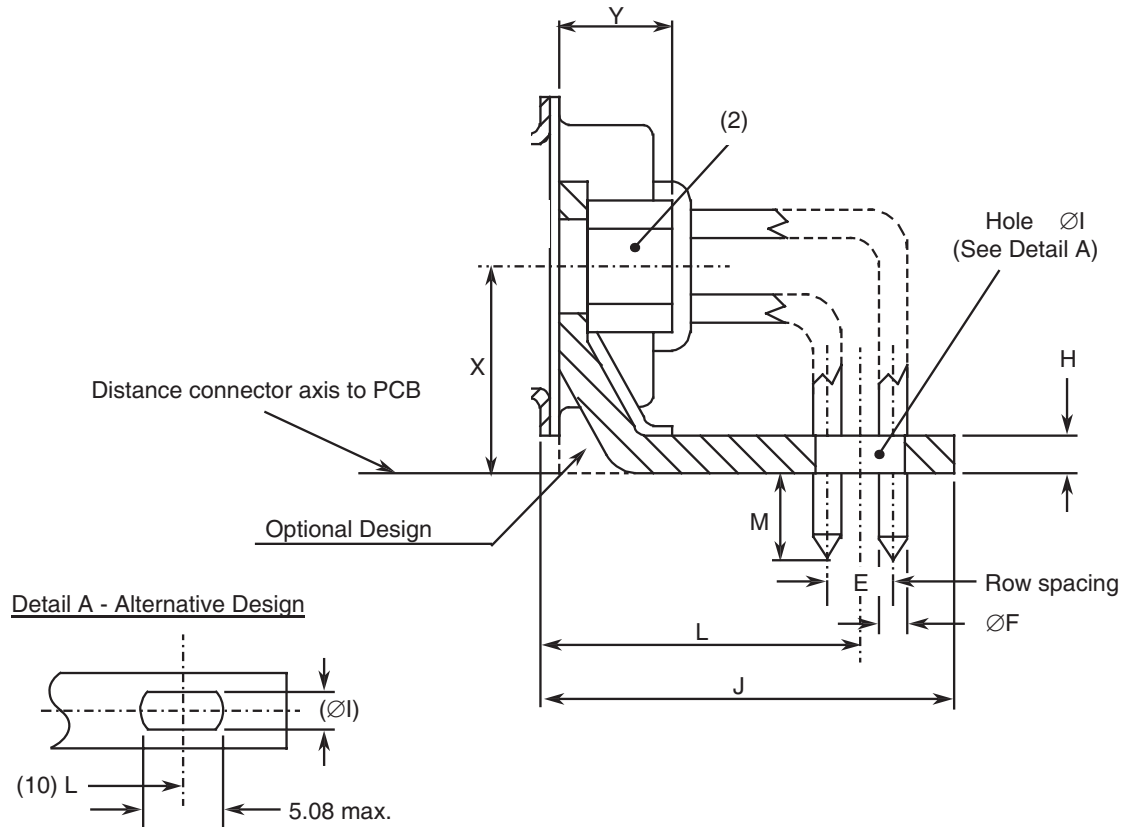 Y
(2)
Hole ∅I
(See Detail A)
X
H
Distance connector axis to PCB
M
Optional Design
E
Row spacing
∅F
Detail A - Alternative Design
L
J
(∅I)
(10) L
5.08 max.